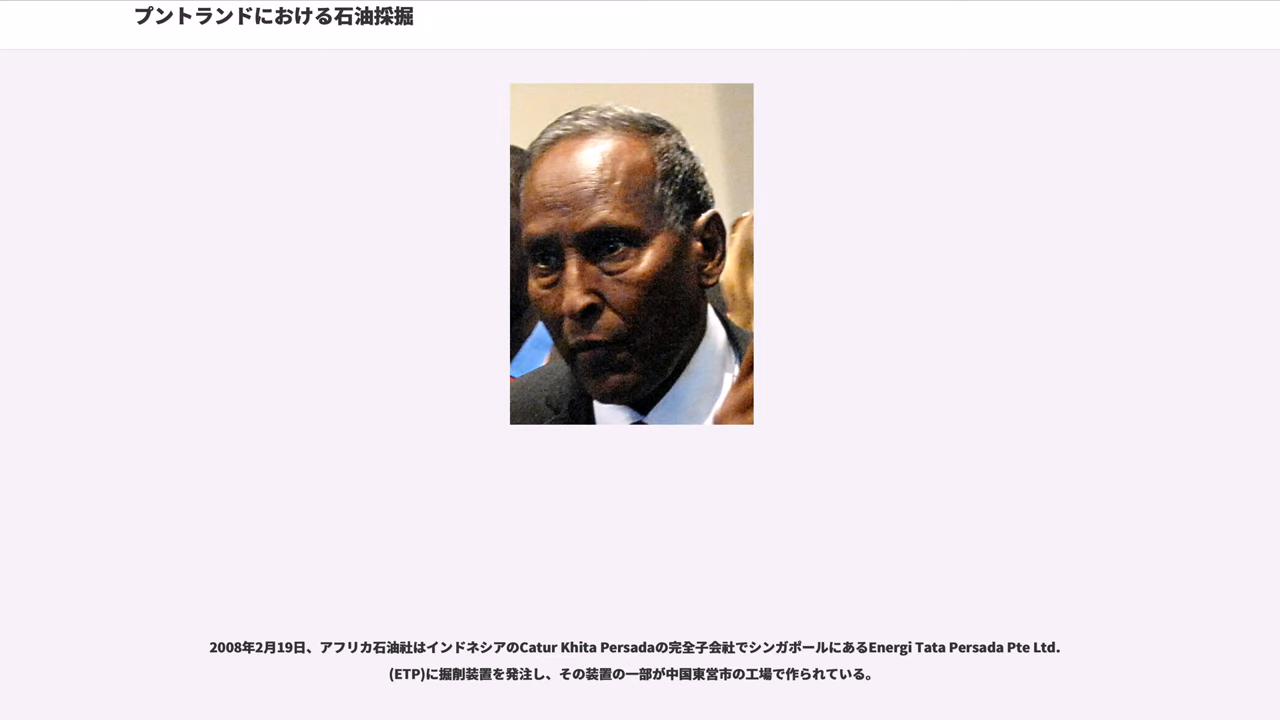 プントランドにおける石油採掘
2008年2月19日、アフリカ石油社はインドネシアのCatur Khita Persadaの完全子会社でシンガポールにあるEnergi Tata Persada Pte Ltd.
(ETP)に掘削装置を発注し、その装置の一部が中国東営市の工場で作られている。